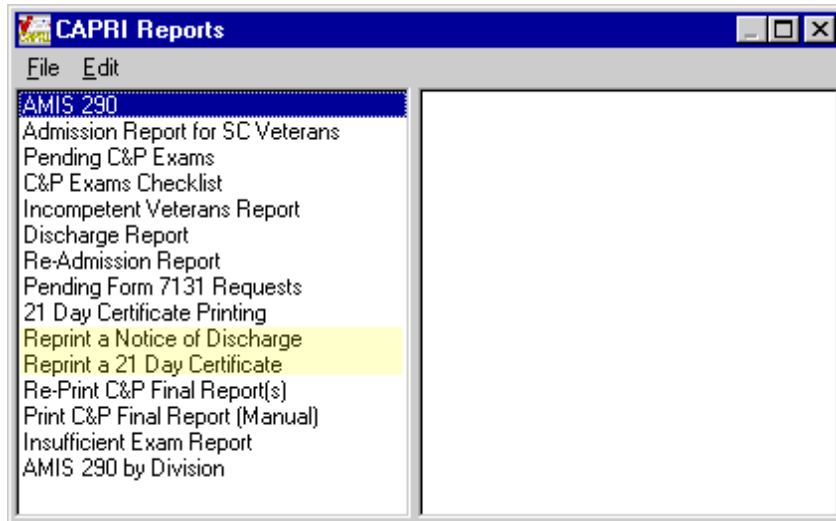 CAPRI Reports
File Edit
AMIS 290
Admission Report for SC Veterans
Pending C&P Exams
C&P Exams Checklist
Incompetent Veterans Report
Discharge Report
Re-Admission Report
Pending Form 7131 Requests
21 Day Certificate Printing
Reprint a Notice of Discharge
Reprint a 21 Day Certificate
Re-Print C&P Final Report(s)
Print C&P Final Report (Manual)
Insufficient Exam Report
AMIS 290 by Division